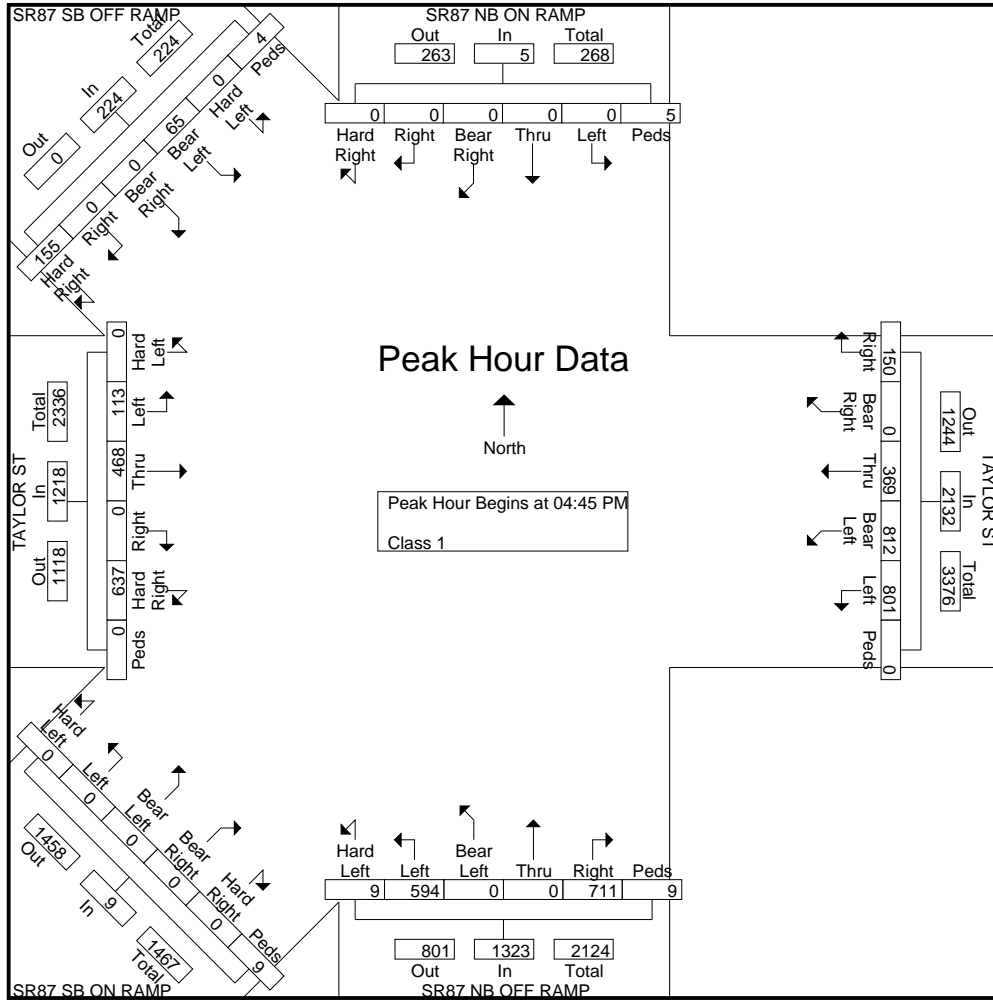 SR87 SB OFF RAMP
Out In Total
0 224 224
155 0 0 65 0 4
Hard Right
Right
Bear Right
Bear Left
Hard Left
Peds
SR87 NB ON RAMP
Out In Total
263 5 268
0 0 0 0 0 5
Hard Right
Right
Bear Right
Thru
Left
Peds
TAYLOR ST
Out In Total
1118 1218 2336
0 113 468 0 637 0
Hard Left
Left
Thru
Right
Hard Right
Peds
Peak Hour Data
North
Peak Hour Begins at 04:45 PM
Class 1
Right
Bear Right
Thru
Bear Left
Left
Peds
150 0 369 812 801 0
Out In Total
1244 2132 3376
TAYLOR ST
Hard Left
Left
Bear Left
Bear Right
Hard Right
Peds
0 0 0 0 0 9
1458 9 1467
Out In Total
SR87 SB ON RAMP
Hard Left
Left
Bear Left
Thru
Right
Peds
9 594 0 0 711 9
801 1323 2124
Out In Total
SR87 NB OFF RAMP